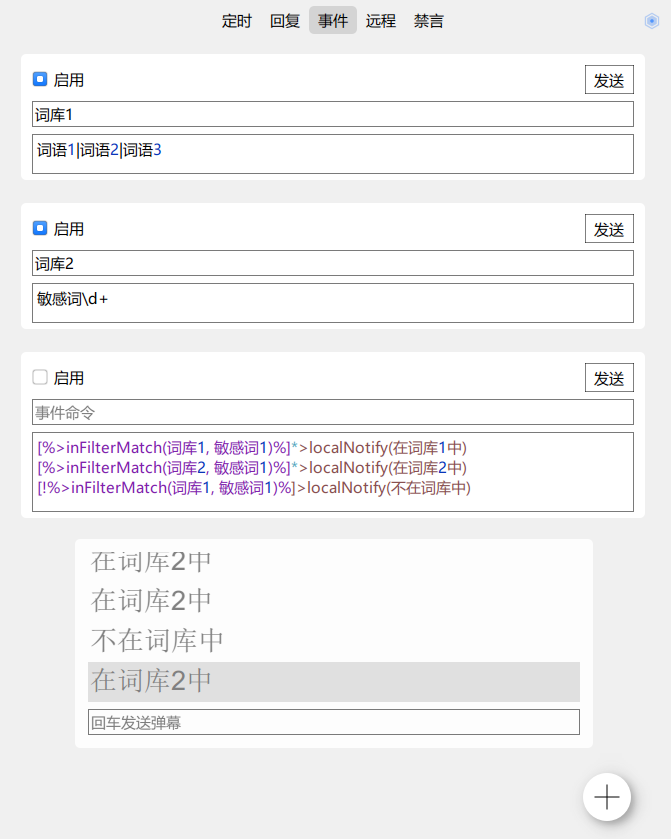 定时 回复 事件 远程 禁言
启用 发送
词库1
词语1|词语2|词语3
启用 发送
词库2
敏感词\d+
启用 发送
事件命令
[%>inFilterMatch(词库1, 敏感词1)%]*>localNotify(在词库1中)
[%>inFilterMatch(词库2, 敏感词1)%]*>localNotify(在词库2中)
[!%>inFilterMatch(词库1, 敏感词1)%]>localNotify(不在词库中)
在词库2中
在词库2中
不在词库中
在词库2中
回车发送弹幕